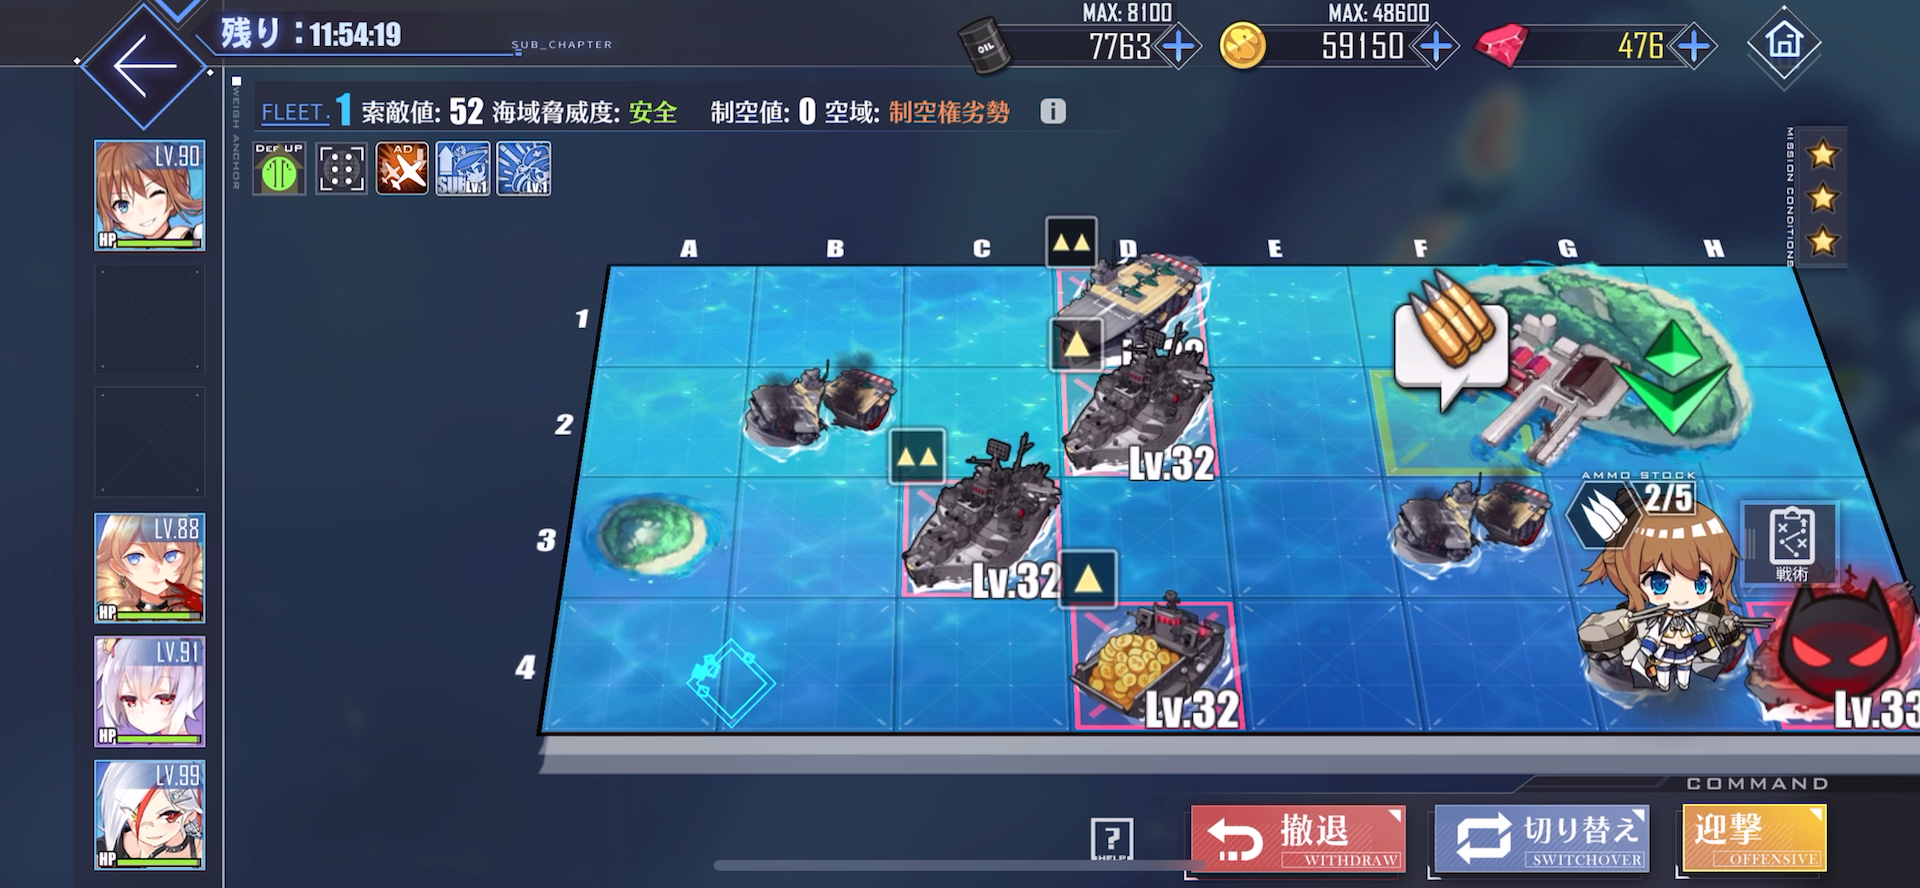 残り：11:54:19
SUB_CHAPTER
MAX: 8100
7763
MAX: 48600
59150
476
OIL
WEIGH ANCHOR
FLEET. 1 索敵値: 52 海域脅威度: 安全 制空値: 0 空域: 制空権劣勢
DEF UP
AD
SUB Lv.1
Lv.1
MISSION CONDITIONS
LV.90
HP
LV.88
HP
LV.91
HP
LV.99
HP
A B C D E F G H
1
2
3
4
Lv.32
Lv.32
Lv.32
Lv.33
AMMO STOCK
2/5
戦術
COMMAND
?
HELP
撤退
WITHDRAW
切り替え
SWITCHOVER
迎撃
OFFENSIVE